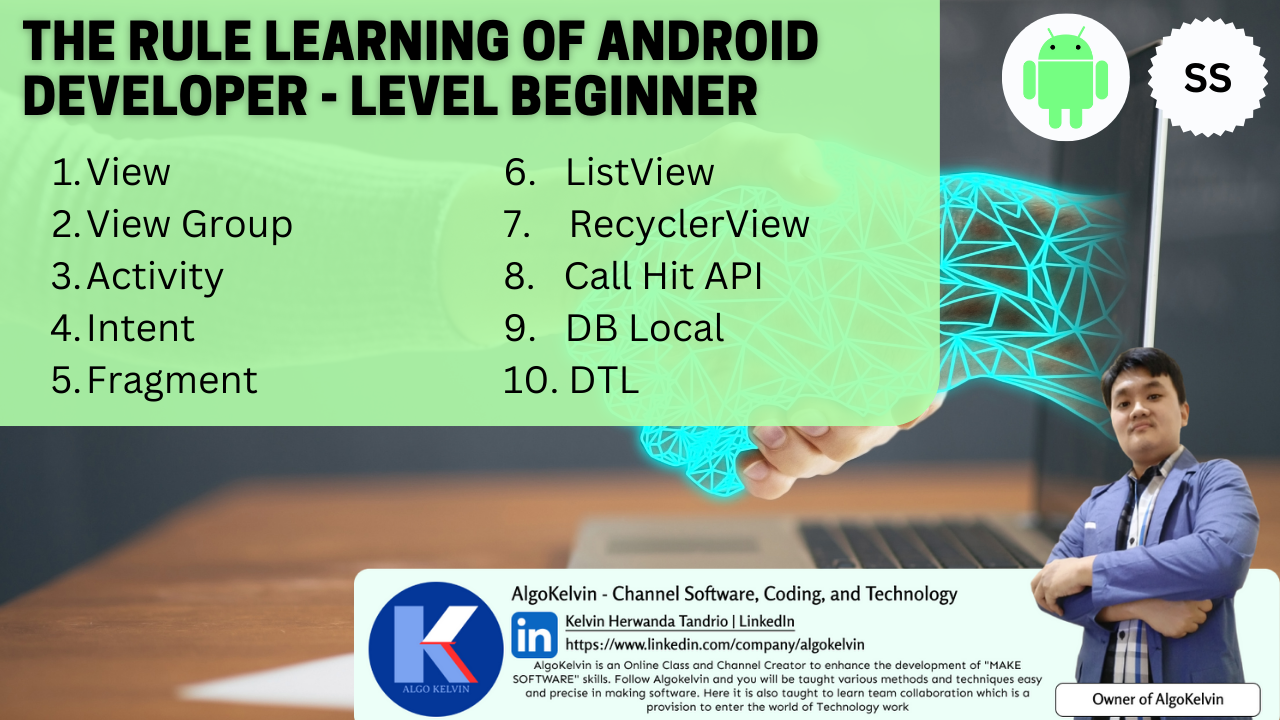 THE RULE LEARNING OF ANDROID
DEVELOPER - LEVEL BEGINNER
SS
1. View
2. View Group
3. Activity
4. Intent
5. Fragment
6. ListView
7. RecyclerView
8. Call Hit API
9. DB Local
10. DTL
K
ALGO KELVIN
AlgoKelvin - Channel Software, Coding, and Technology
in
Kelvin Herwanda Tandrio | LinkedIn
https://www.linkedin.com/company/algokelvin
AlgoKelvin is an Online Class and Channel Creator to enhance the development of "MAKE
SOFTWARE" skills. Follow Algokelvin and you will be taught various methods and techniques easy
and precise in making software. Here it is also taught to learn team collaboration which is a
provision to enter the world of Technology work
Owner of AlgoKelvin